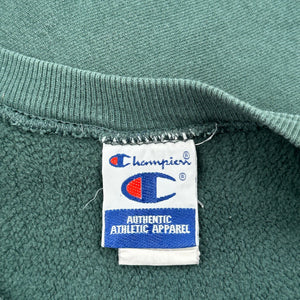 Champion®
®
AUTHENTIC
ATHLETIC APPAREL